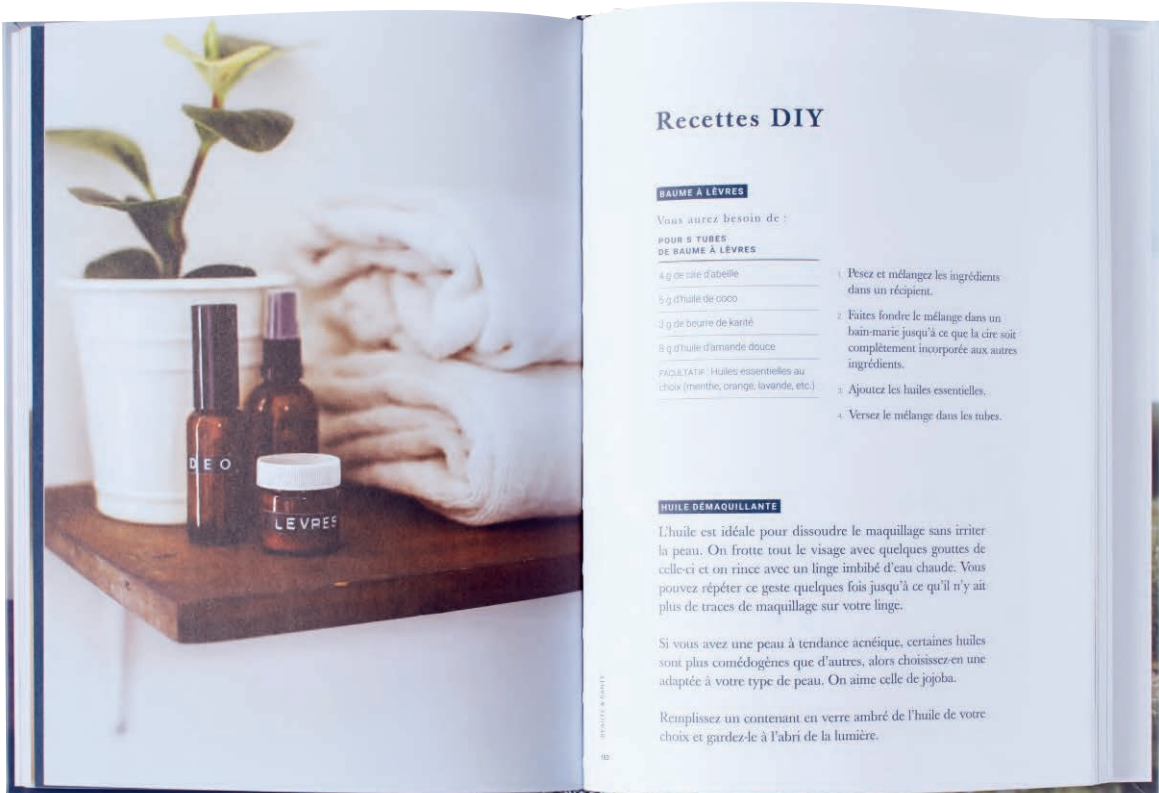 DEO
LEVRES
Recettes DIY
BAUME À LÈVRES
Vous aurez besoin de :
POUR 5 TUBES
DE BAUME À LÈVRES
4 g de cire d'abeille
5 g d'huile de coco
3 g de beurre de karité
8 g d'huile d'amande douce
FACULTATIF : Huiles essentielles au
choix (menthe, orange, lavande, etc.)
1 Pesez et mélangez les ingrédients
dans un récipient.
2 Faites fondre le mélange dans un
bain-marie jusqu'à ce que la cire soit
complètement incorporée aux autres
ingrédients.
3 Ajoutez les huiles essentielles.
4 Versez le mélange dans les tubes.
HUILE DÉMAQUILLANTE
L'huile est idéale pour dissoudre le maquillage sans irriter
la peau. On frotte tout le visage avec quelques gouttes de
celle-ci et on rince avec un linge imbibé d'eau chaude. Vous
pouvez répéter ce geste quelques fois jusqu'à ce qu'il n'y ait
plus de traces de maquillage sur votre linge.
Si vous avez une peau à tendance acnéique, certaines huiles
sont plus comédogènes que d'autres, alors choisissez-en une
adaptée à votre type de peau. On aime celle de jojoba.
Remplissez un contenant en verre ambré de l'huile de votre
choix et gardez-le à l'abri de la lumière.
BEAUTÉ & SANTÉ